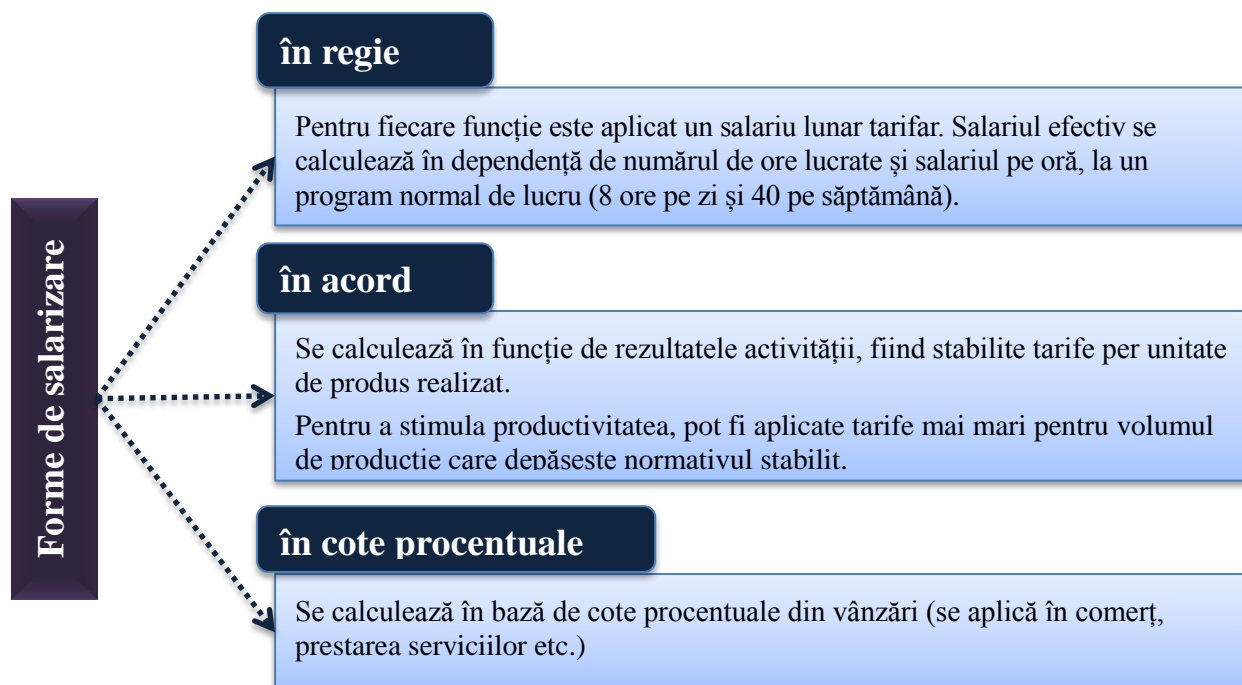 în regie
Pentru fiecare funcție este aplicat un salariu lunar tarifar. Salariul efectiv se
calculează în dependență de numărul de ore lucrate și salariul pe oră, la un
program normal de lucru (8 ore pe zi și 40 pe săptămână).
Forme de salarizare
în acord
Se calculează în funcție de rezultatele activității, fiind stabilite tarife per unitate
de produs realizat.
Pentru a stimula productivitatea, pot fi aplicate tarife mai mari pentru volumul
de producție care depășește normativul stabilit.
în cote procentuale
Se calculează în bază de cote procentuale din vânzări (se aplică în comerț,
prestarea serviciilor etc.)